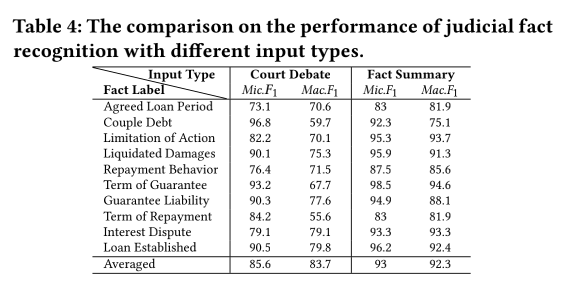 Table 4: The comparison on the performance of judicial fact
recognition with different input types.
Input Type Court Debate Fact Summary
Fact Label Mic.F1 Mac.F1 Mic.F1 Mac.F1
Agreed Loan Period 73.1 70.6 83 81.9
Couple Debt 96.8 59.7 92.3 75.1
Limitation of Action 82.2 70.1 95.3 93.7
Liquidated Damages 90.1 75.3 95.9 91.3
Repayment Behavior 76.4 71.5 87.5 85.6
Term of Guarantee 93.2 67.7 98.5 94.6
Guarantee Liability 90.3 77.6 94.9 88.1
Term of Repayment 84.2 55.6 83 81.9
Interest Dispute 79.1 79.1 93.3 93.3
Loan Established 90.5 79.8 96.2 92.4
Averaged 85.6 83.7 93 92.3